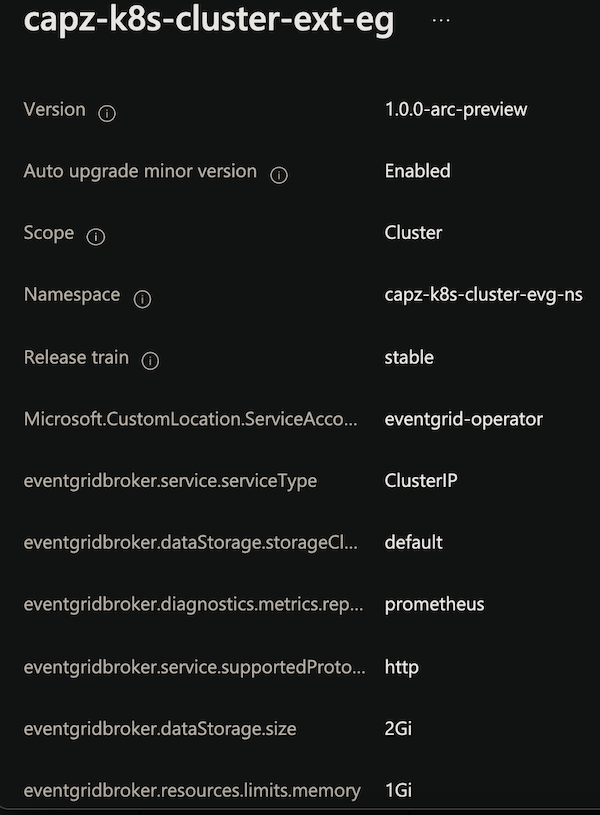 capz-k8s-cluster-ext-eg ...
Version 1.0.0-arc-preview
Auto upgrade minor version Enabled
Scope Cluster
Namespace capz-k8s-cluster-evg-ns
Release train stable
Microsoft.CustomLocation.ServiceAcco... eventgrid-operator
eventgridbroker.service.serviceType ClusterIP
eventgridbroker.dataStorage.storageCl... default
eventgridbroker.diagnostics.metrics.rep... prometheus
eventgridbroker.service.supportedProto... http
eventgridbroker.dataStorage.size 2Gi
eventgridbroker.resources.limits.memory 1Gi